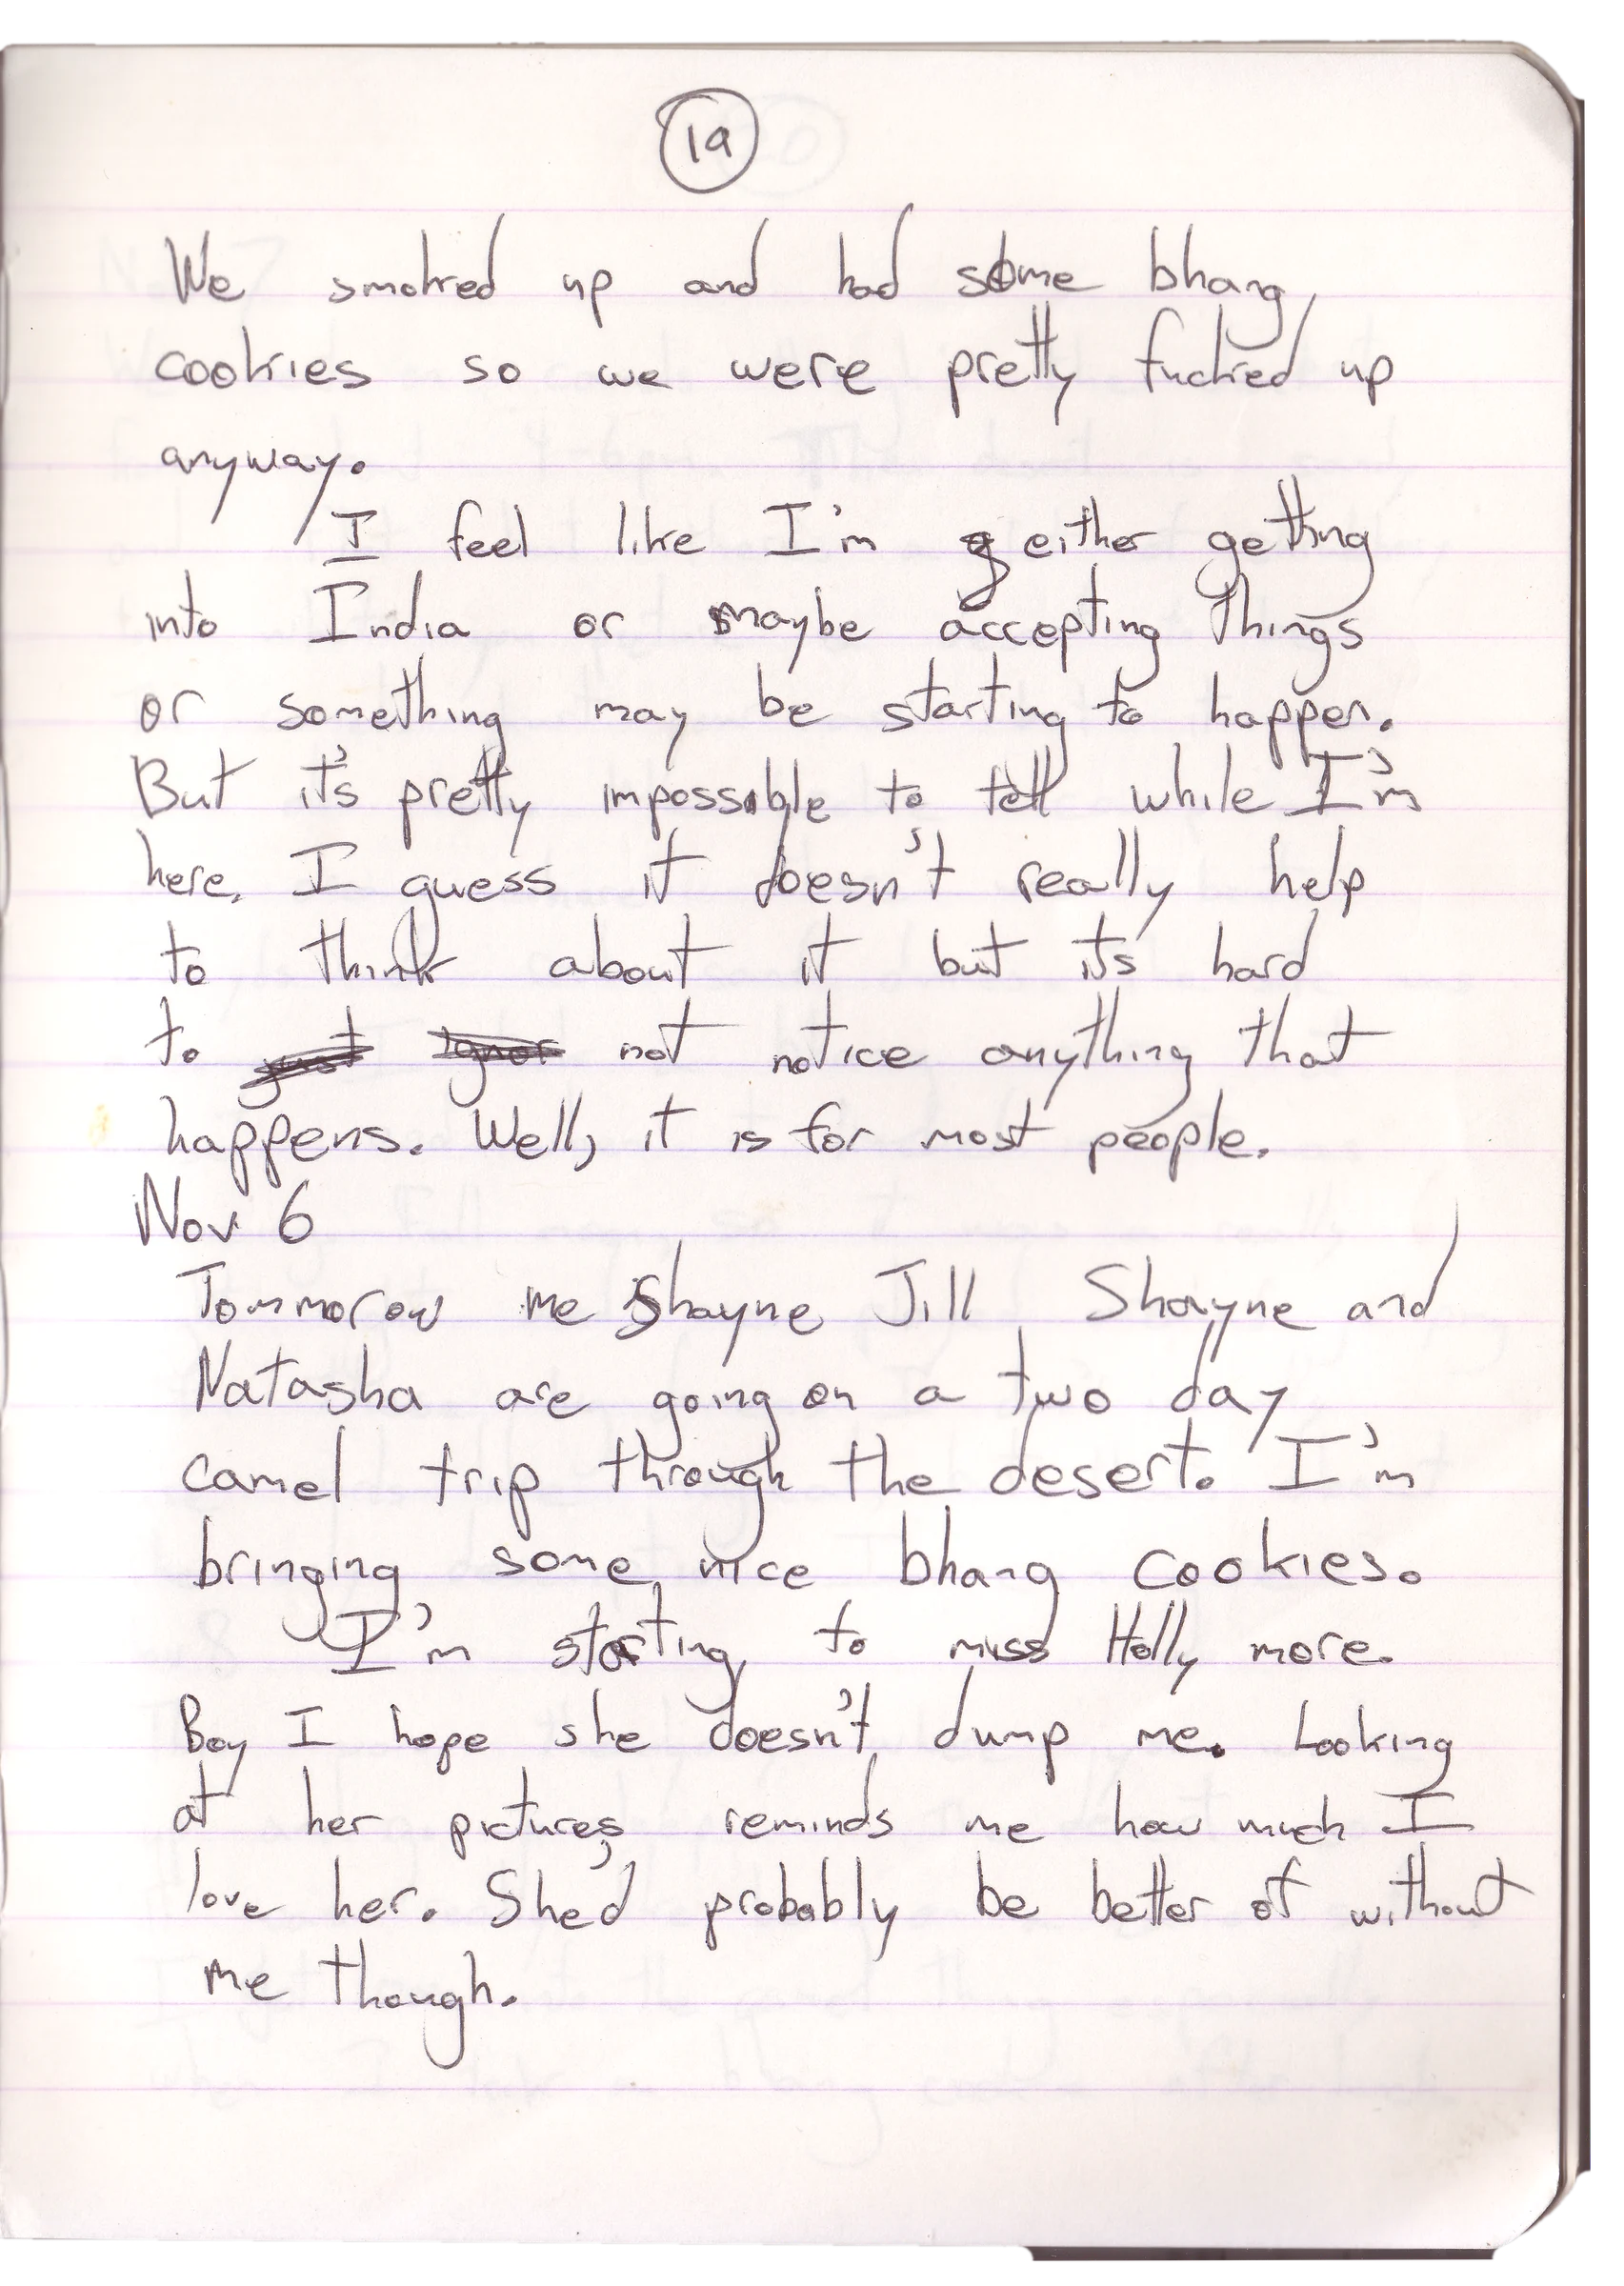 19
We smoked up and had some bhang
cookies so we were pretty fucked up
anyway.
I feel like I'm either getting
into India or maybe accepting things
or something may be starting to happen.
But it's pretty impossible to tell while I'm
here. I guess it doesn't really help
to think about it but its hard
to just ignor not notice anything that
happens. Well, it is for most people.
Nov 6
Tommorow me Shayne Jill Shayne and
Natasha are going on a two day
camel trip through the desert. I'm
bringing some nice bhang cookies.
I'm starting to miss Holly more.
Boy I hope she doesn't dump me. Looking
at her pictures reminds me how much I
love her. She'd probably be better of without
me though.